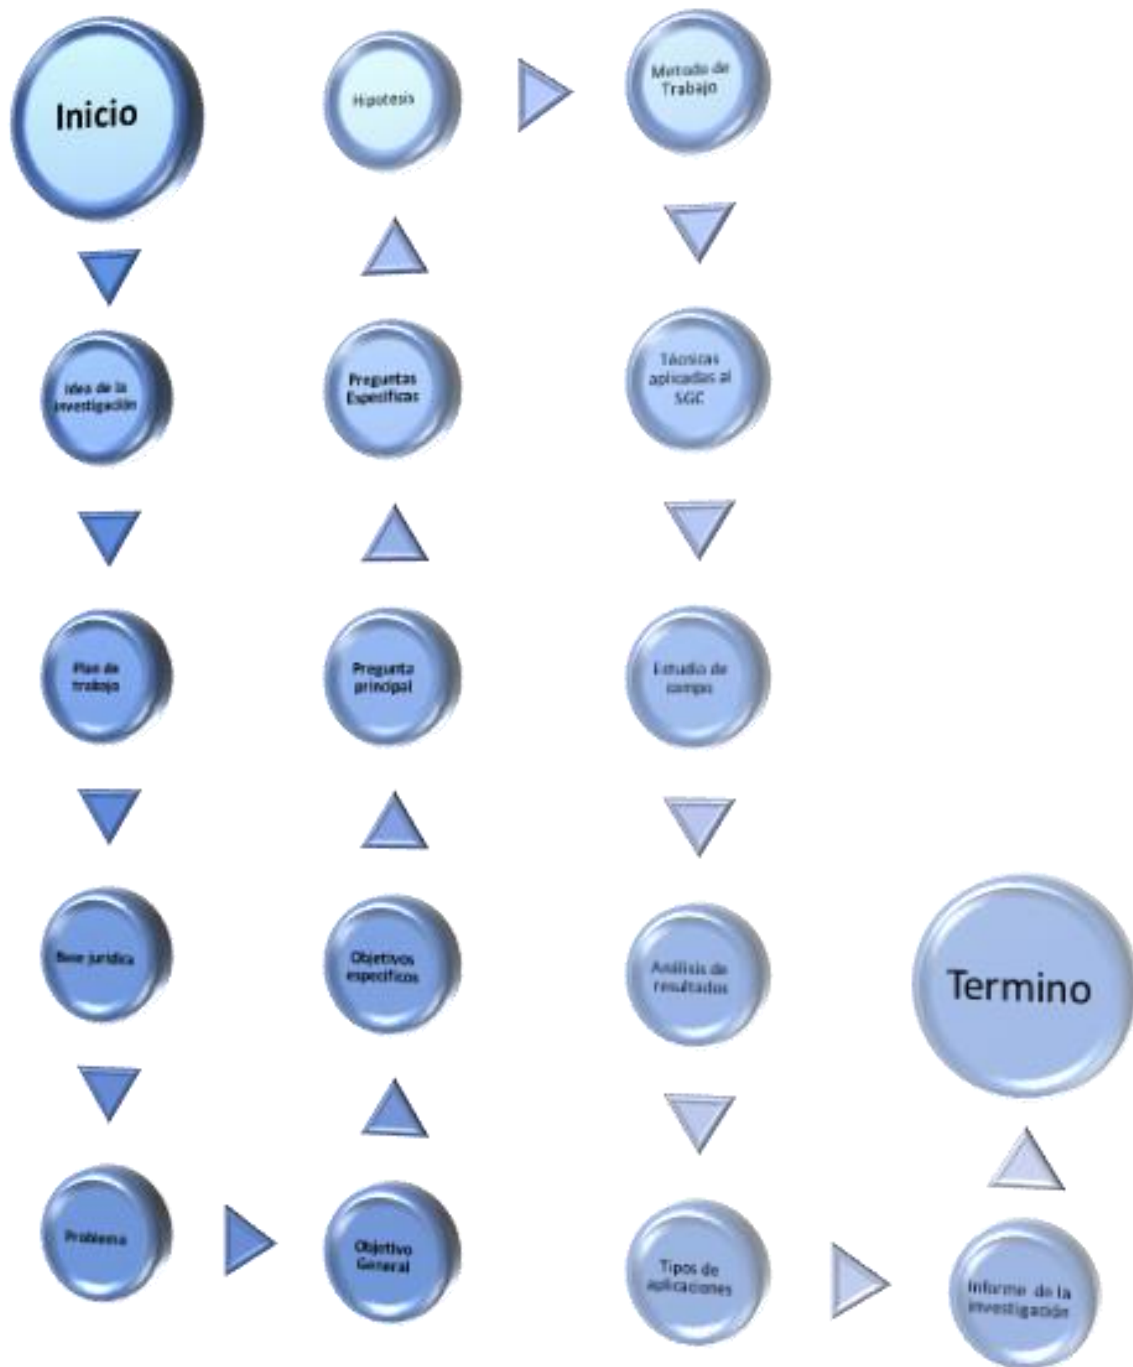 Inicio
Idea de la
investigación
Plan de
trabajo
Base jurídica
Problema
Objetivo
General
Objetivos
específicos
Pregunta
principal
Preguntas
Específicas
Hipotesis
Metodo de
Trabajo
Técnicas
aplicadas al
SGC
Estudio de
campo
Análisis de
resultados
Tipos de
aplicaciones
Informe de la
investigación
Termino